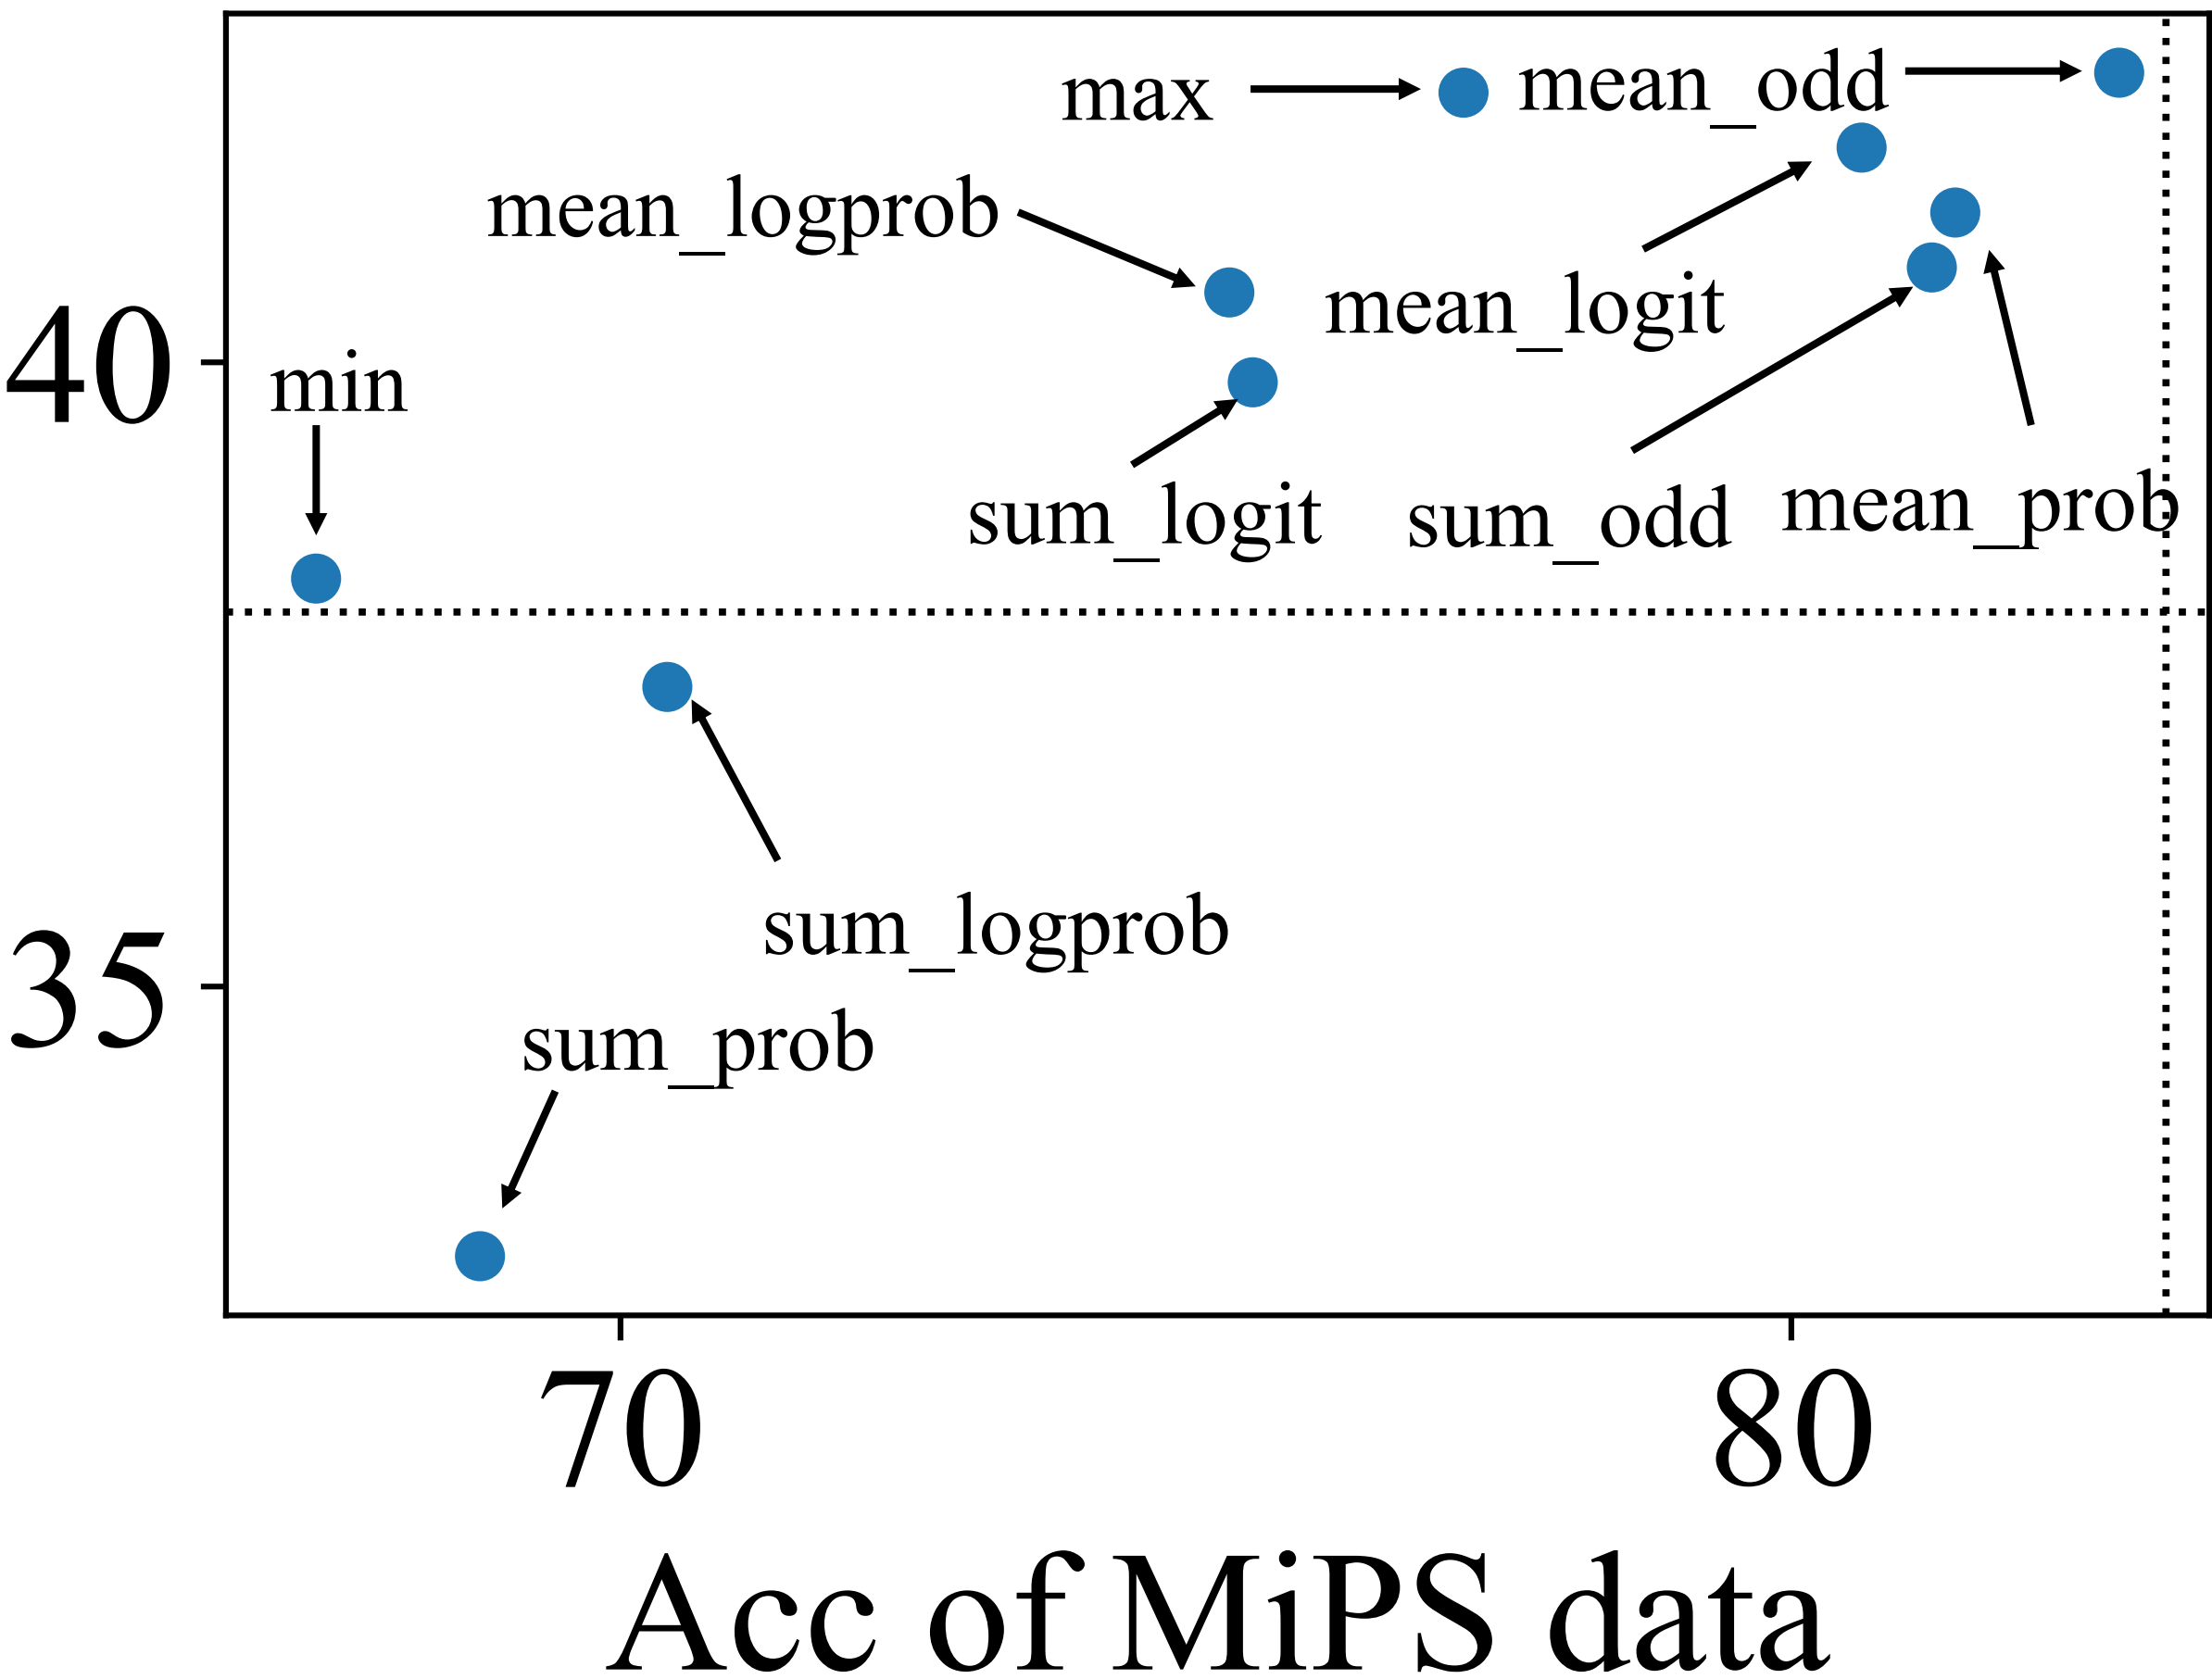 max
mean_odd
mean_logprob
mean_logit
40
min
sum_logit
sum_odd
mean_prob
sum_logprob
35
sum_prob
70
80
Acc of MiPS data